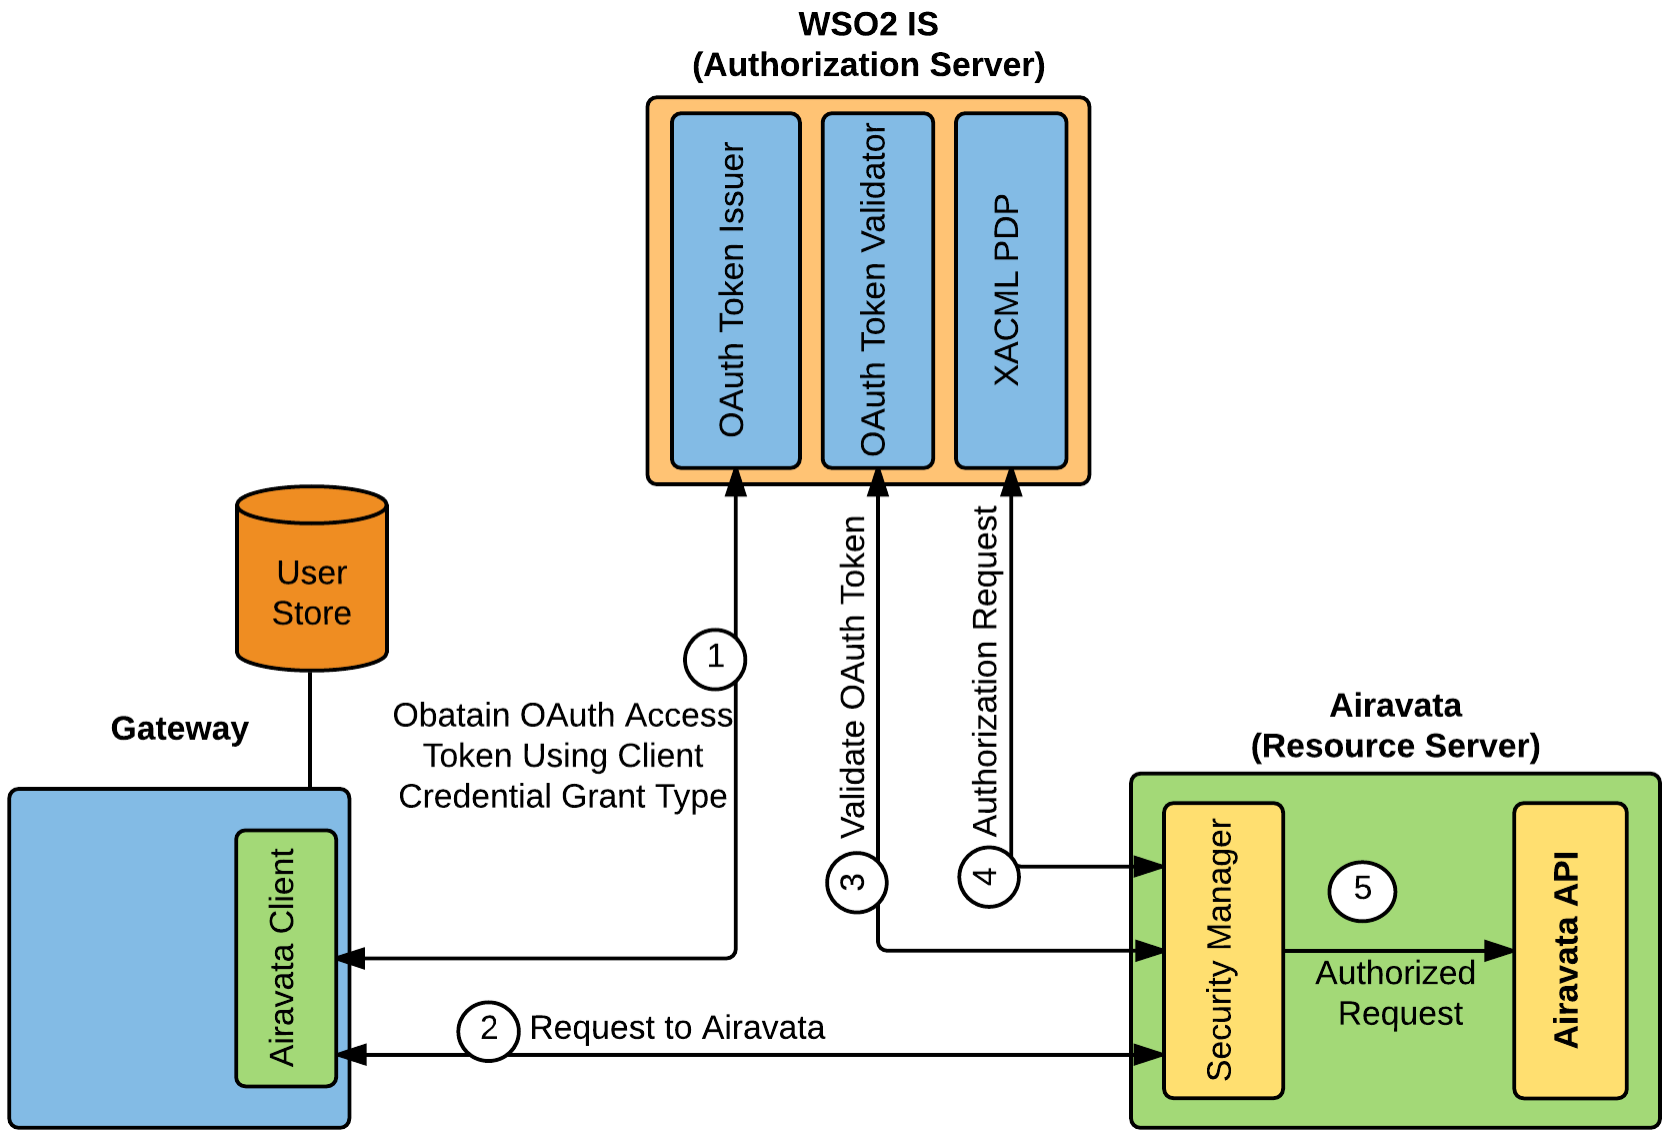 WSO2 IS
(Authorization Server)
OAuth Token Issuer
OAuth Token Validator
XACML PDP
User
Store
Gateway
Airavata Client
1
Obatain OAuth Access
Token Using Client
Credential Grant Type
2
Request to Airavata
3
Validate OAuth Token
4
Authorization Request
Airavata
(Resource Server)
Security Manager
5
Authorized
Request
Airavata API